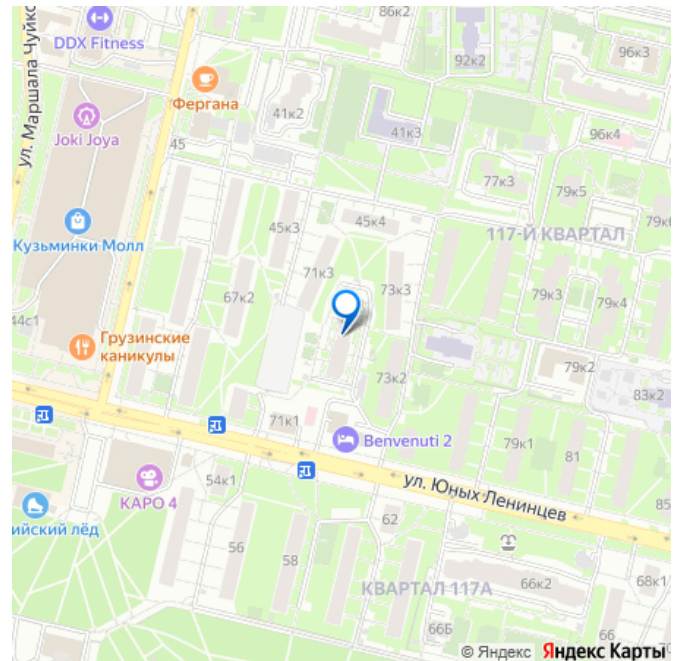 86к2
DDX Fitness
92к2
96к3
ул. Маршала Чуйко
Фергана
Joki Joya
41к2
41к3
96к4
45
77к3
79к5
45к3
45к4
79к
117-Й КВАРТАЛ
Кузьминки Молл
71к3
67к2
73к3
79к3
79к4
44с1
Грузинские
каникулы
79к2
73к2
83к2
71к1
Benvenuti 2
79к1
81
КАРО 4
54к1
ул. Юных Ленинцев
85
ийский лёд
62
56
58
66к2
68к1
КВАРТАЛ 117А
66Б
66
70
© Яндекс Яндекс Карты